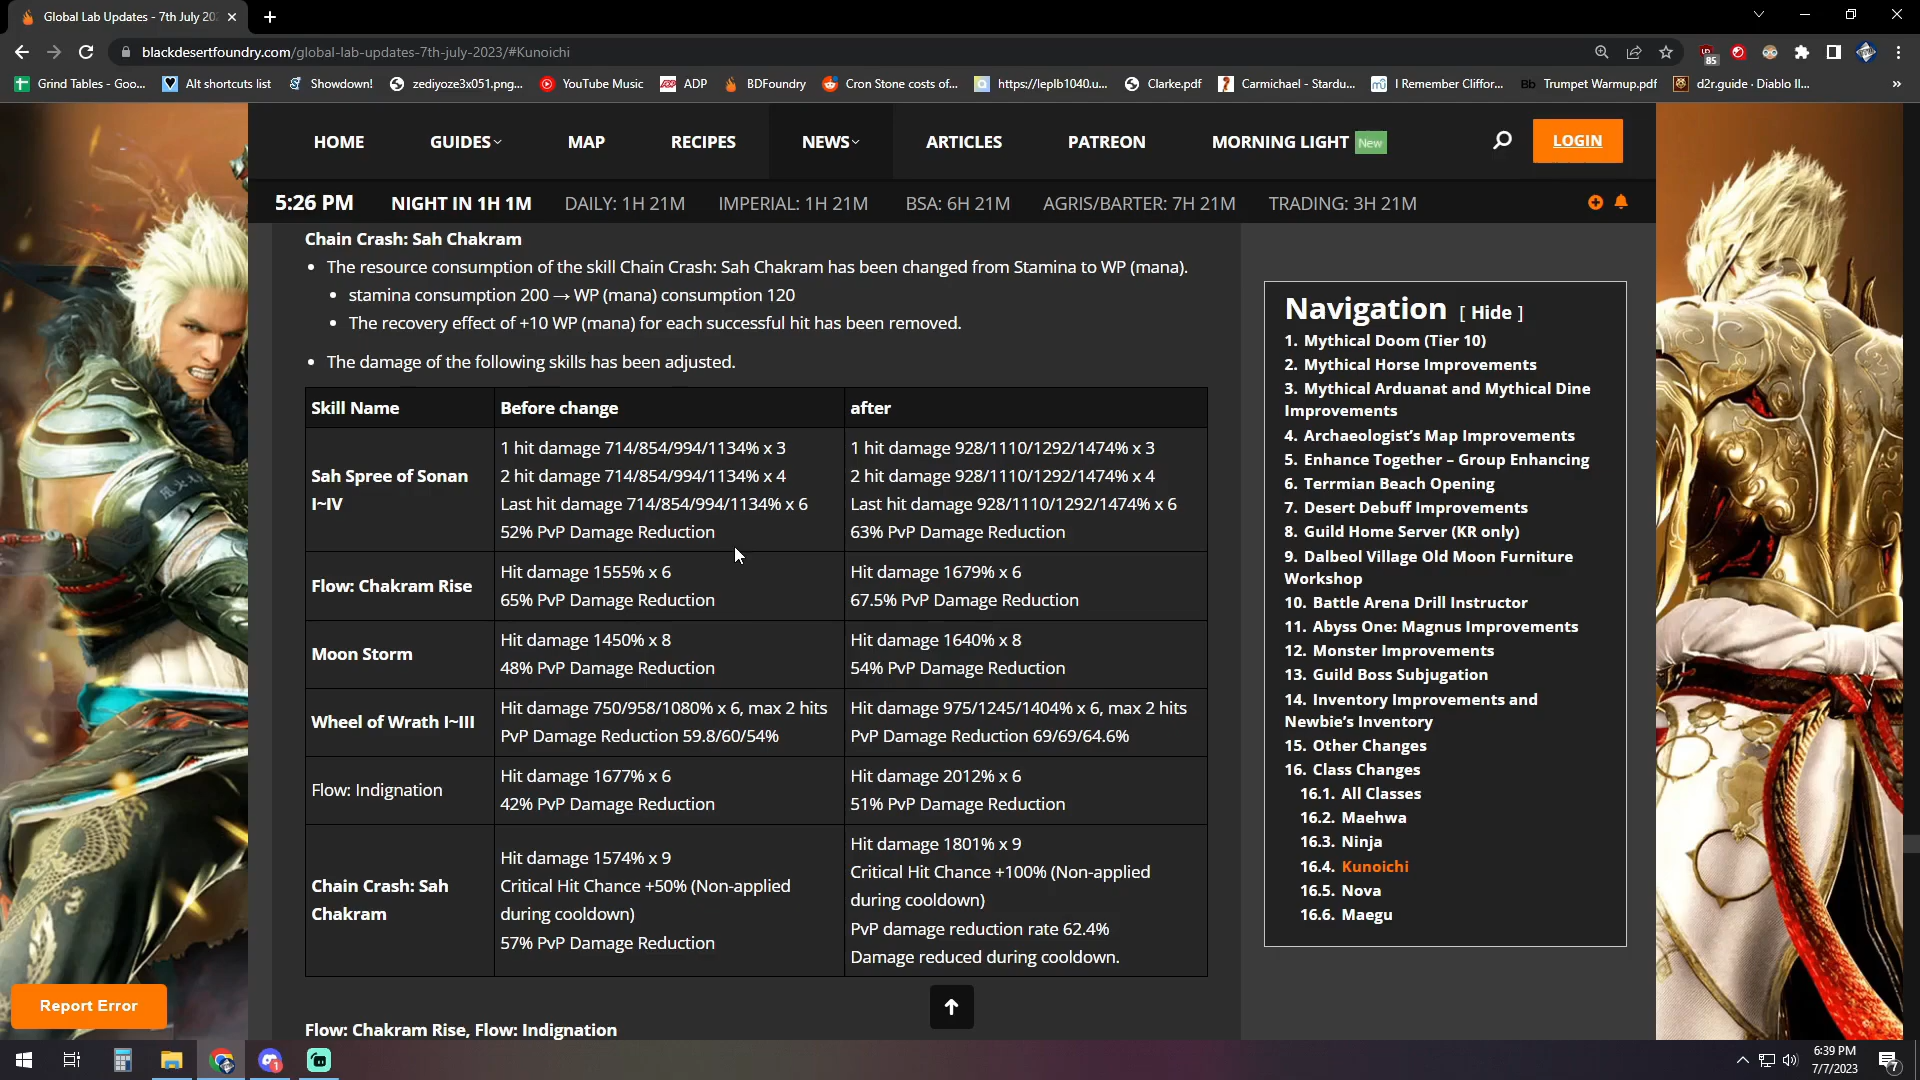 Global Lab Updates - 7th July 20
blackdesertfoundry.com/global-lab-updates-7th-july-2023/#Kunoichi
85
Grind Tables - Goo...
Alt shortcuts list
Showdown!
zediyoze3x051.png...
YouTube Music
ADP
BDFoundry
Cron Stone costs of...
https://leplb1040.u...
Clarke.pdf
Carmichael - Stardu...
I Remember Cliffor...
Bb Trumpet Warmup.pdf
d2r.guide · Diablo II...
»
HOME
GUIDES
MAP
RECIPES
NEWS
ARTICLES
PATREON
MORNING LIGHT New
LOGIN
5:26 PM
NIGHT IN 1H 1M
DAILY: 1H 21M
IMPERIAL: 1H 21M
BSA: 6H 21M
AGRIS/BARTER: 7H 21M
TRADING: 3H 21M
Chain Crash: Sah Chakram
• The resource consumption of the skill Chain Crash: Sah Chakram has been changed from Stamina to WP (mana).
• stamina consumption 200 → WP (mana) consumption 120
• The recovery effect of +10 WP (mana) for each successful hit has been removed.
• The damage of the following skills has been adjusted.
Skill Name
Before change
after
Sah Spree of Sonan
I~IV
1 hit damage 714/854/994/1134% x 3
2 hit damage 714/854/994/1134% x 4
Last hit damage 714/854/994/1134% x 6
52% PvP Damage Reduction
1 hit damage 928/1110/1292/1474% x 3
2 hit damage 928/1110/1292/1474% x 4
Last hit damage 928/1110/1292/1474% x 6
63% PvP Damage Reduction
Flow: Chakram Rise
Hit damage 1555% x 6
65% PvP Damage Reduction
Hit damage 1679% x 6
67.5% PvP Damage Reduction
Moon Storm
Hit damage 1450% x 8
48% PvP Damage Reduction
Hit damage 1640% x 8
54% PvP Damage Reduction
Wheel of Wrath I~III
Hit damage 750/958/1080% x 6, max 2 hits
PvP Damage Reduction 59.8/60/54%
Hit damage 975/1245/1404% x 6, max 2 hits
PvP Damage Reduction 69/69/64.6%
Flow: Indignation
Hit damage 1677% x 6
42% PvP Damage Reduction
Hit damage 2012% x 6
51% PvP Damage Reduction
Chain Crash: Sah
Chakram
Hit damage 1574% x 9
Critical Hit Chance +50% (Non-applied
during cooldown)
57% PvP Damage Reduction
Hit damage 1801% x 9
Critical Hit Chance +100% (Non-applied
during cooldown)
PvP damage reduction rate 62.4%
Damage reduced during cooldown.
Flow: Chakram Rise, Flow: Indignation
Navigation [ Hide ]
1. Mythical Doom (Tier 10)
2. Mythical Horse Improvements
3. Mythical Arduanat and Mythical Dine
Improvements
4. Archaeologist's Map Improvements
5. Enhance Together – Group Enhancing
6. Terrmian Beach Opening
7. Desert Debuff Improvements
8. Guild Home Server (KR only)
9. Dalbeol Village Old Moon Furniture
Workshop
10. Battle Arena Drill Instructor
11. Abyss One: Magnus Improvements
12. Monster Improvements
13. Guild Boss Subjugation
14. Inventory Improvements and
Newbie's Inventory
15. Other Changes
16. Class Changes
16.1. All Classes
16.2. Maehwa
16.3. Ninja
16.4. Kunoichi
16.5. Nova
16.6. Maegu
Report Error
1
6:39 PM
7/7/2023
7